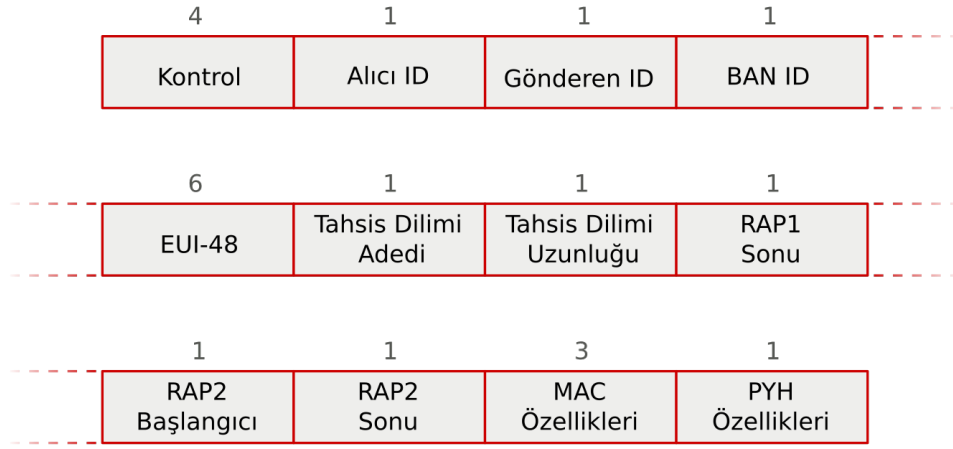 4 1 1 1
Kontrol Alıcı ID Gönderen ID BAN ID
6 1 1 1
EUI-48 Tahsis Dilimi Adedi Tahsis Dilimi Uzunluğu RAP1 Sonu
1 1 3 1
RAP2 Başlangıcı RAP2 Sonu MAC Özellikleri PYH Özellikleri